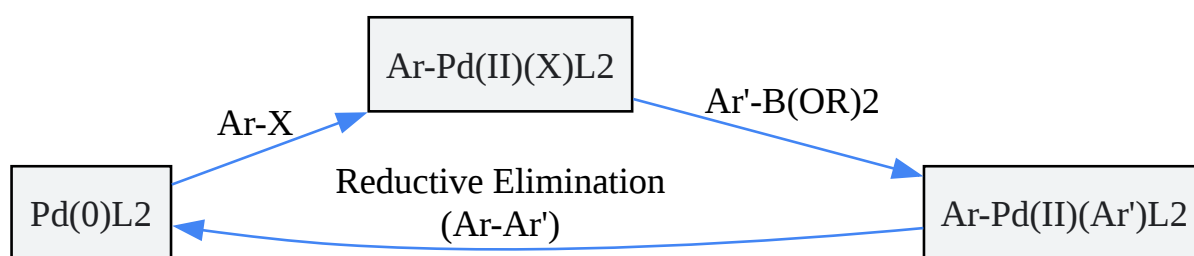 Ar-Pd(II)(X)L2
Ar-X
Ar'-B(OR)2
Reductive Elimination
(Ar-Ar')
Pd(0)L2
Ar-Pd(II)(Ar')L2